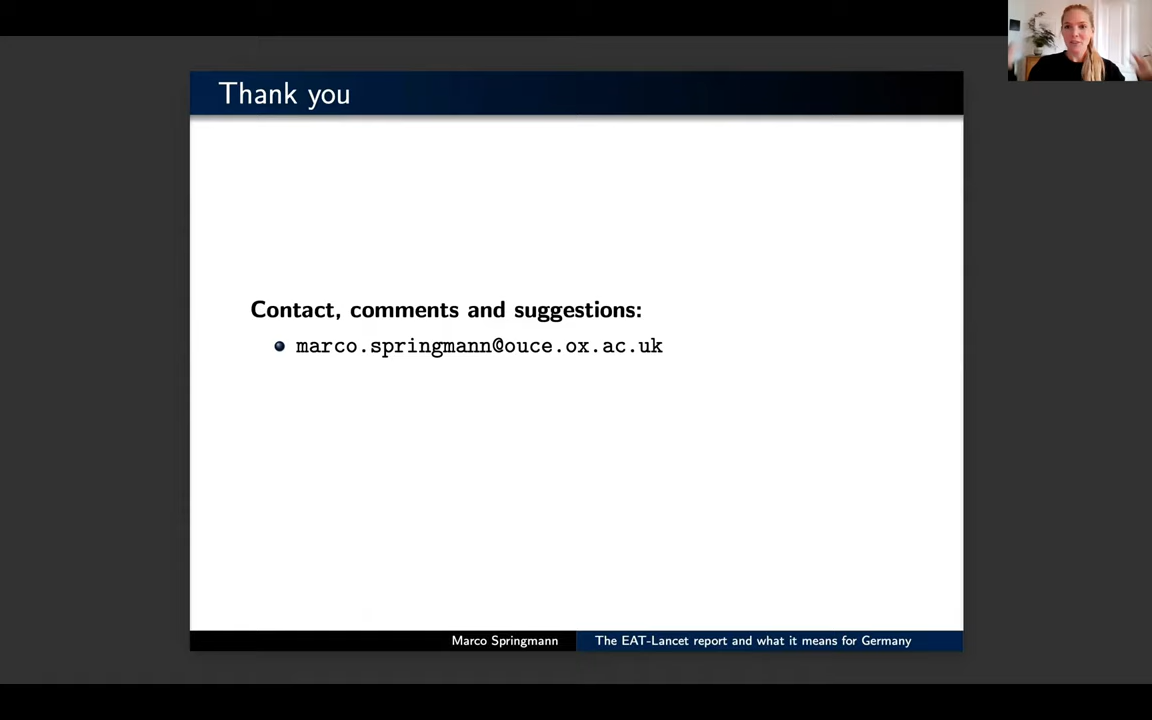 Thank you
Contact, comments and suggestions:
marco.springmann@ouce.ox.ac.uk
Marco Springmann
The EAT-Lancet report and what it means for Germany